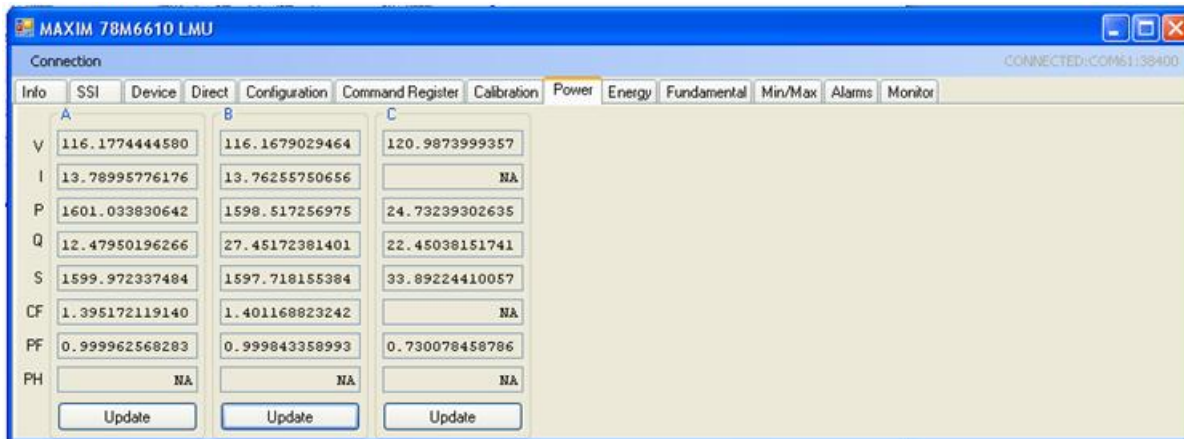 MAXIM 78M6610 LMU
Connection CONNECTED:COM61:38400
Info SSI Device Direct Configuration Command Register Calibration Power Energy Fundamental Min/Max Alarms Monitor
A B C
V 116.1774444580 116.1679029464 120.9873999357
I 13.78995776176 13.76255750656 NA
P 1601.033830642 1598.517256975 24.73239302635
Q 12.47950196266 27.45172381401 22.45038151741
S 1599.972337484 1597.718155384 33.89224410057
CF 1.395172119140 1.401168823242 NA
PF 0.999962568283 0.999843358993 0.730078458786
PH NA NA NA
Update Update Update